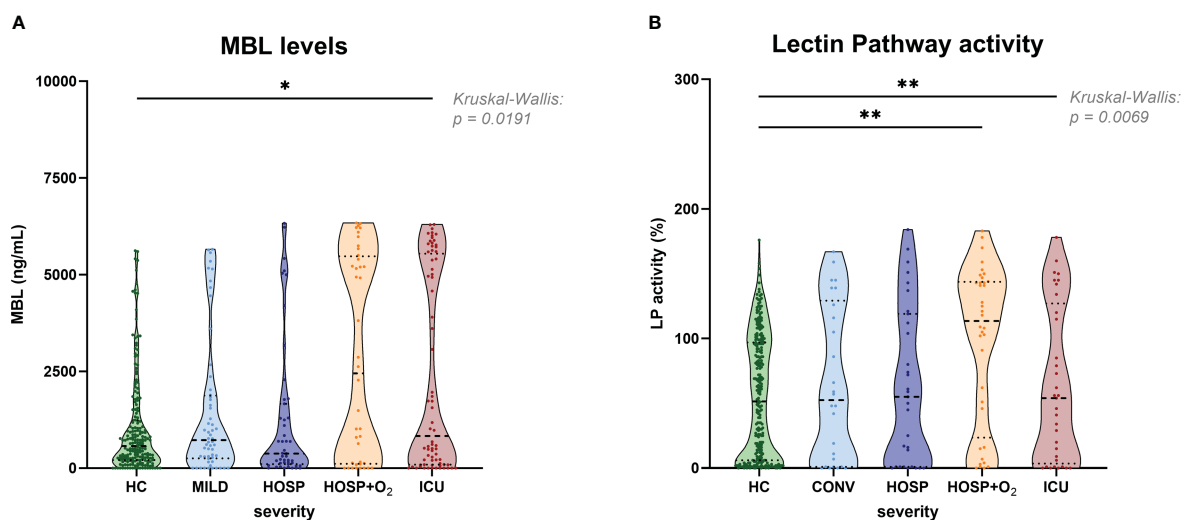 A
MBL levels
MBL (ng/mL)
10000
7500
5000
2500
0
*
Kruskal-Wallis:
p = 0.0191
HC MILD HOSP HOSP+O₂ ICU
severity
B
Lectin Pathway activity
LP activity (%)
300
200
100
0
**
**
Kruskal-Wallis:
p = 0.0069
HC CONV HOSP HOSP+O₂ ICU
severity